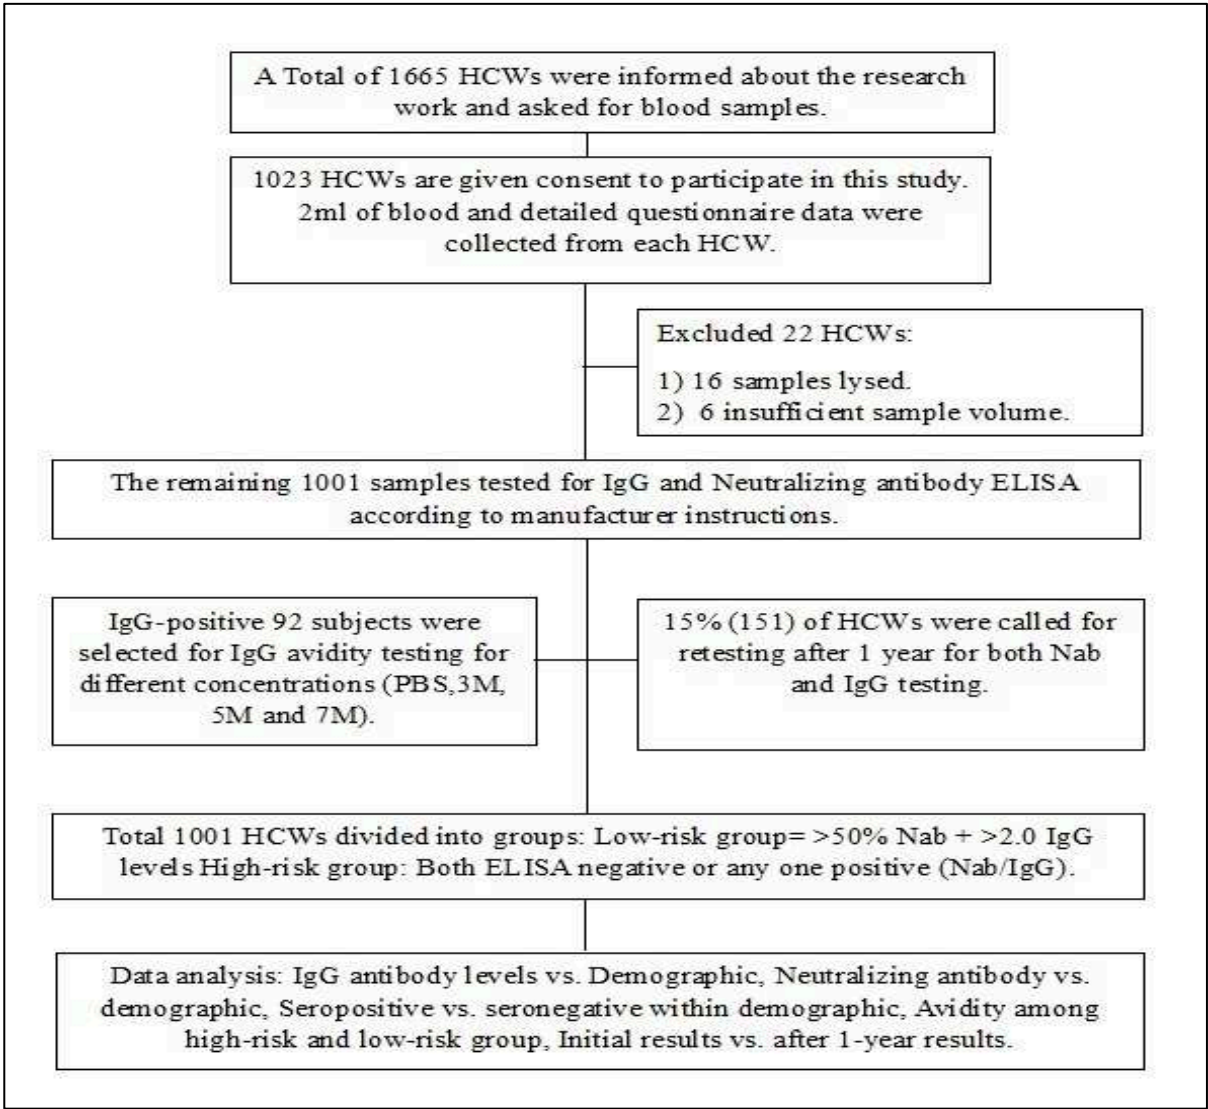 A Total of 1665 HCWs were informed about the research
work and asked for blood samples.
1023 HCWs are given consent to participate in this study.
2ml of blood and detailed questionnaire data were
collected from each HCW.
Excluded 22 HCWs:
1) 16 samples lysed.
2) 6 insufficient sample volume.
The remaining 1001 samples tested for IgG and Neutralizing antibody ELISA
according to manufacturer instructions.
IgG-positive 92 subjects were
selected for IgG avidity testing for
different concentrations (PBS,3M,
5M and 7M).
15% (151) of HCWs were called for
retesting after 1 year for both Nab
and IgG testing.
Total 1001 HCWs divided into groups: Low-risk group= >50% Nab + >2.0 IgG
levels High-risk group: Both ELISA negative or any one positive (Nab/IgG).
Data analysis: IgG antibody levels vs. Demographic, Neutralizing antibody vs.
demographic, Seropositive vs. seronegative within demographic, Avidity among
high-risk and low-risk group, Initial results vs. after 1-year results.